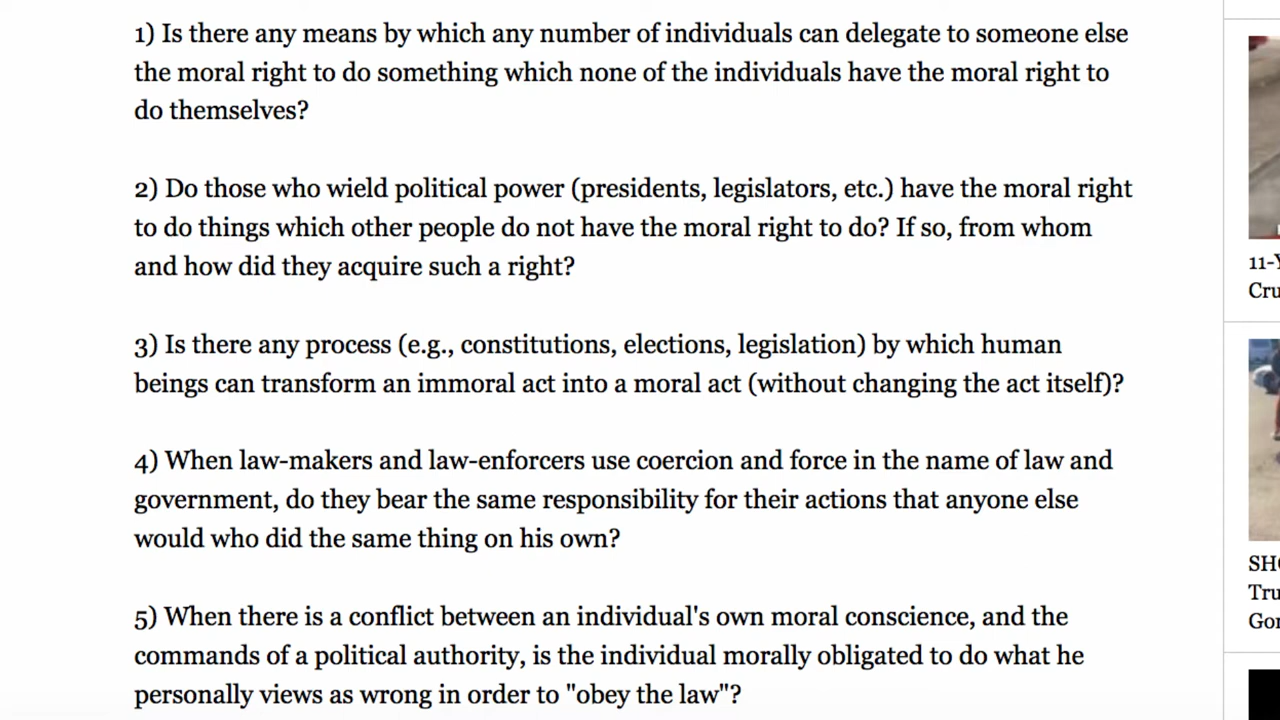 1) Is there any means by which any number of individuals can delegate to someone else
the moral right to do something which none of the individuals have the moral right to
do themselves?
2) Do those who wield political power (presidents, legislators, etc.) have the moral right
to do things which other people do not have the moral right to do? If so, from whom
and how did they acquire such a right?
3) Is there any process (e.g., constitutions, elections, legislation) by which human
beings can transform an immoral act into a moral act (without changing the act itself)?
4) When law-makers and law-enforcers use coercion and force in the name of law and
government, do they bear the same responsibility for their actions that anyone else
would who did the same thing on his own?
5) When there is a conflict between an individual's own moral conscience, and the
commands of a political authority, is the individual morally obligated to do what he
personally views as wrong in order to "obey the law"?
11-Y
Cru
SHO
Tru
Gor